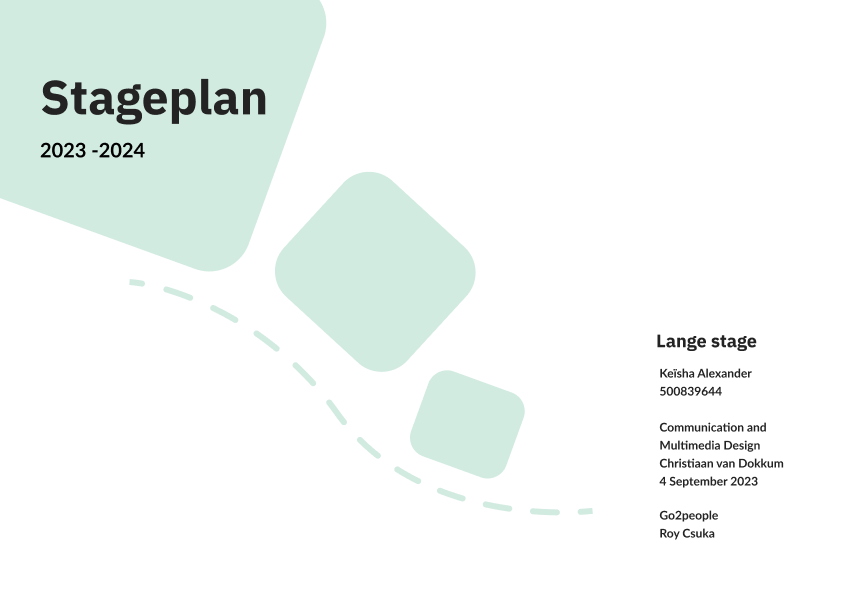 Stageplan
2023 -2024
Lange stage
Keïsha Alexander
500839644
Communication and
Multimedia Design
Christiaan van Dokkum
4 September 2023
Go2people
Roy Csuka